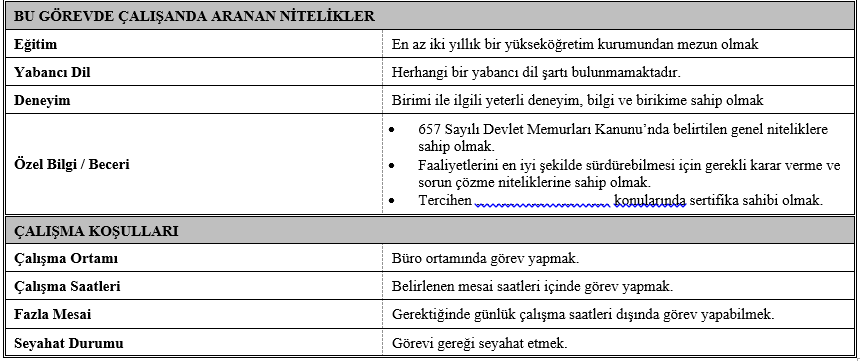 BU GÖREVDE ÇALIŞANDA ARANAN NİTELİKLER
Eğitim En az iki yıllık bir yükseköğretim kurumundan mezun olmak
Yabancı Dil Herhangi bir yabancı dil şartı bulunmamaktadır.
Deneyim Birimi ile ilgili yeterli deneyim, bilgi ve birikime sahip olmak
Özel Bilgi / Beceri
• 657 Sayılı Devlet Memurları Kanunu’nda belirtilen genel niteliklere
sahip olmak.
• Faaliyetlerini en iyi şekilde sürdürebilmesi için gerekli karar verme ve
sorun çözme niteliklerine sahip olmak.
• Tercihen ................................ konularında sertifika sahibi olmak.
ÇALIŞMA KOŞULLARI
Çalışma Ortamı Büro ortamında görev yapmak.
Çalışma Saatleri Belirlenen mesai saatleri içinde görev yapmak.
Fazla Mesai Gerektiğinde günlük çalışma saatleri dışında görev yapabilmek.
Seyahat Durumu Görevi gereği seyahat etmek.